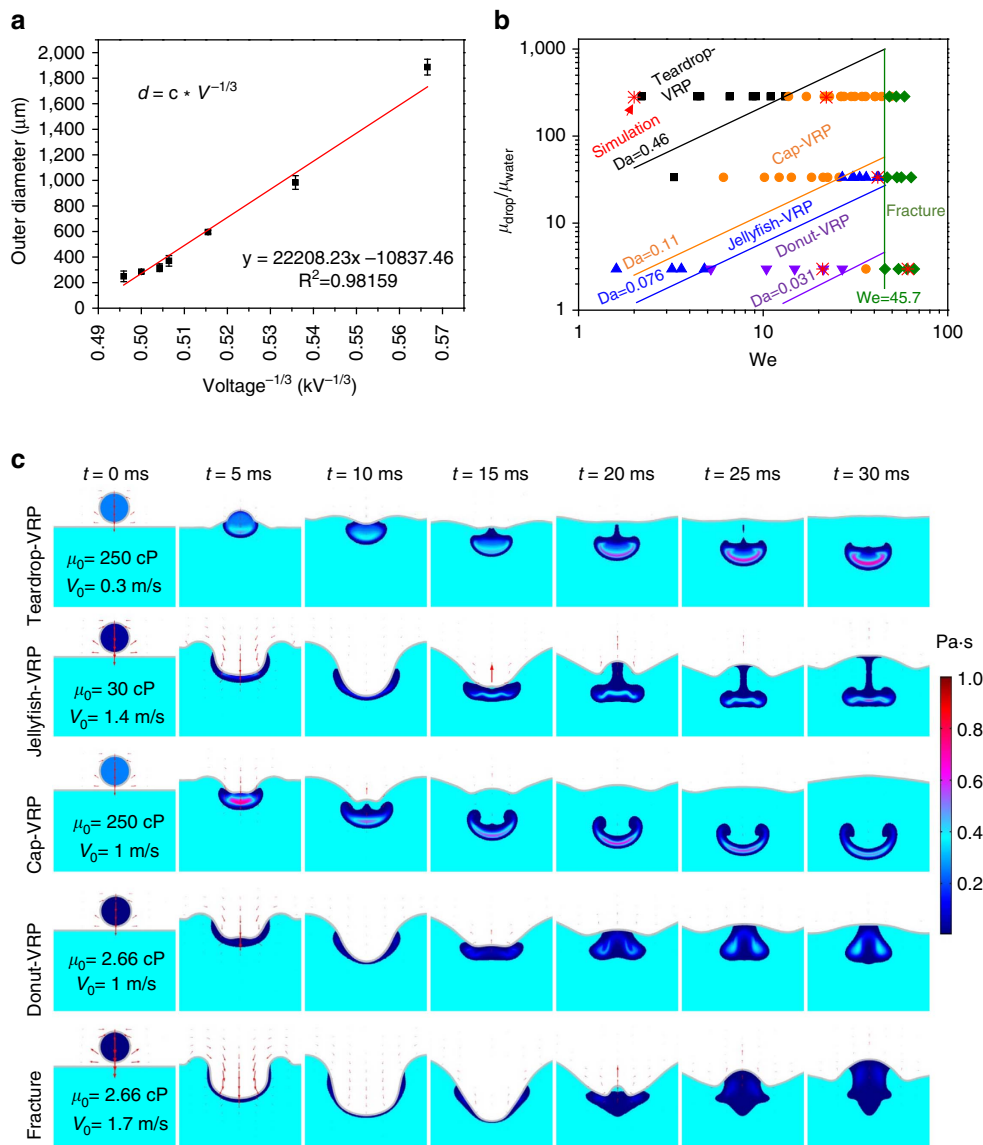 a
2,000
1,800
1,600
1,400
1,200
1,000
800
600
400
200
0
Outer diameter (μm)
d = c * V^{-1/3}
y = 22208.23x −10837.46
R² = 0.98159
0.49
0.50
0.51
0.52
0.53
0.54
0.55
0.56
0.57
Voltage^{−1/3} (kV^{−1/3})
b
1,000
100
10
1
μ_{drop}/μ_{water}
Teardrop-
VRP
Simulation
Da=0.46
Cap-VRP
Jellyfish-VRP
Da=0.11
Donut-VRP
Da=0.076
Da=0.031
Fracture
We=45.7
1
10
100
We
c
t = 0 ms
t = 5 ms
t = 10 ms
t = 15 ms
t = 20 ms
t = 25 ms
t = 30 ms
Teardrop-VRP
μ₀= 250 cP
V₀= 0.3 m/s
Jellyfish-VRP
μ₀= 30 cP
V₀= 1.4 m/s
Cap-VRP
μ₀= 250 cP
V₀= 1 m/s
Donut-VRP
μ₀= 2.66 cP
V₀= 1 m/s
Fracture
μ₀= 2.66 cP
V₀= 1.7 m/s
Pa·s
1.0
0.8
0.6
0.4
0.2